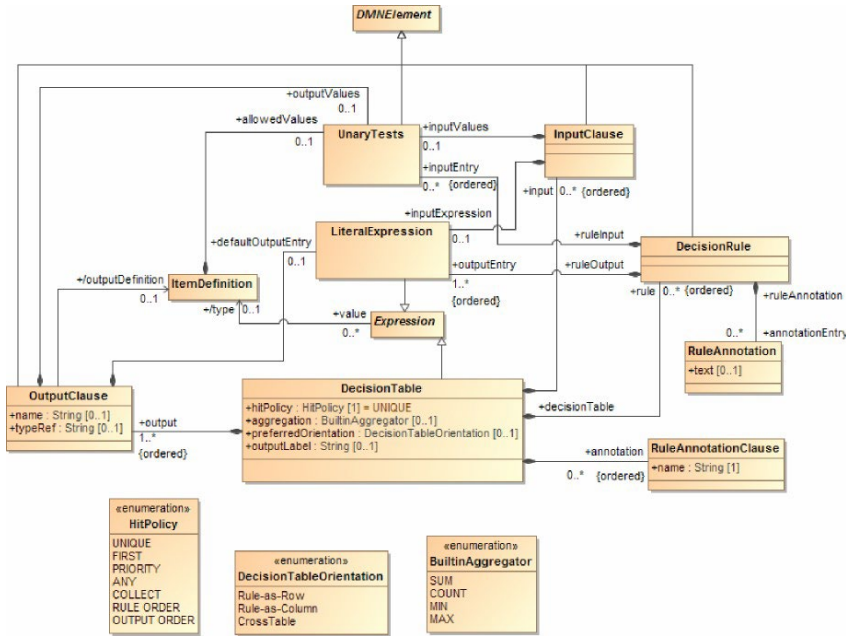 DMNElement
+outputValues
0..1
+allowedValues
0..1
UnaryTests
+inputValues
0..1
InputClause
+inputEntry
0..* {ordered}
+input 0..* {ordered}
+inputExpression
0..1
LiteralExpression
+ruleInput
DecisionRule
+defaultOutputEntry
0..1
+outputEntry
1..*
{ordered}
+ruleOutput
+/outputDefinition
0..1
ItemDefinition
+/type 0..1
+value
0..*
Expression
+rule 0..* {ordered}
+ruleAnnotation
0..*
+annotationEntry
RuleAnnotation
+text [0..1]
OutputClause
+name : String [0..1]
+typeRef : String [0..1]
+output
1..*
{ordered}
DecisionTable
+hitPolicy : HitPolicy [1] = UNIQUE
+aggregation : BuiltinAggregator [0..1]
+preferredOrientation : DecisionTableOrientation [0..1]
+outputLabel : String [0..1]
+decisionTable
+annotation
0..* {ordered}
RuleAnnotationClause
+name : String [1]
«enumeration»
HitPolicy
UNIQUE
FIRST
PRIORITY
ANY
COLLECT
RULE ORDER
OUTPUT ORDER
«enumeration»
DecisionTableOrientation
Rule-as-Row
Rule-as-Column
CrossTable
«enumeration»
BuiltinAggregator
SUM
COUNT
MIN
MAX